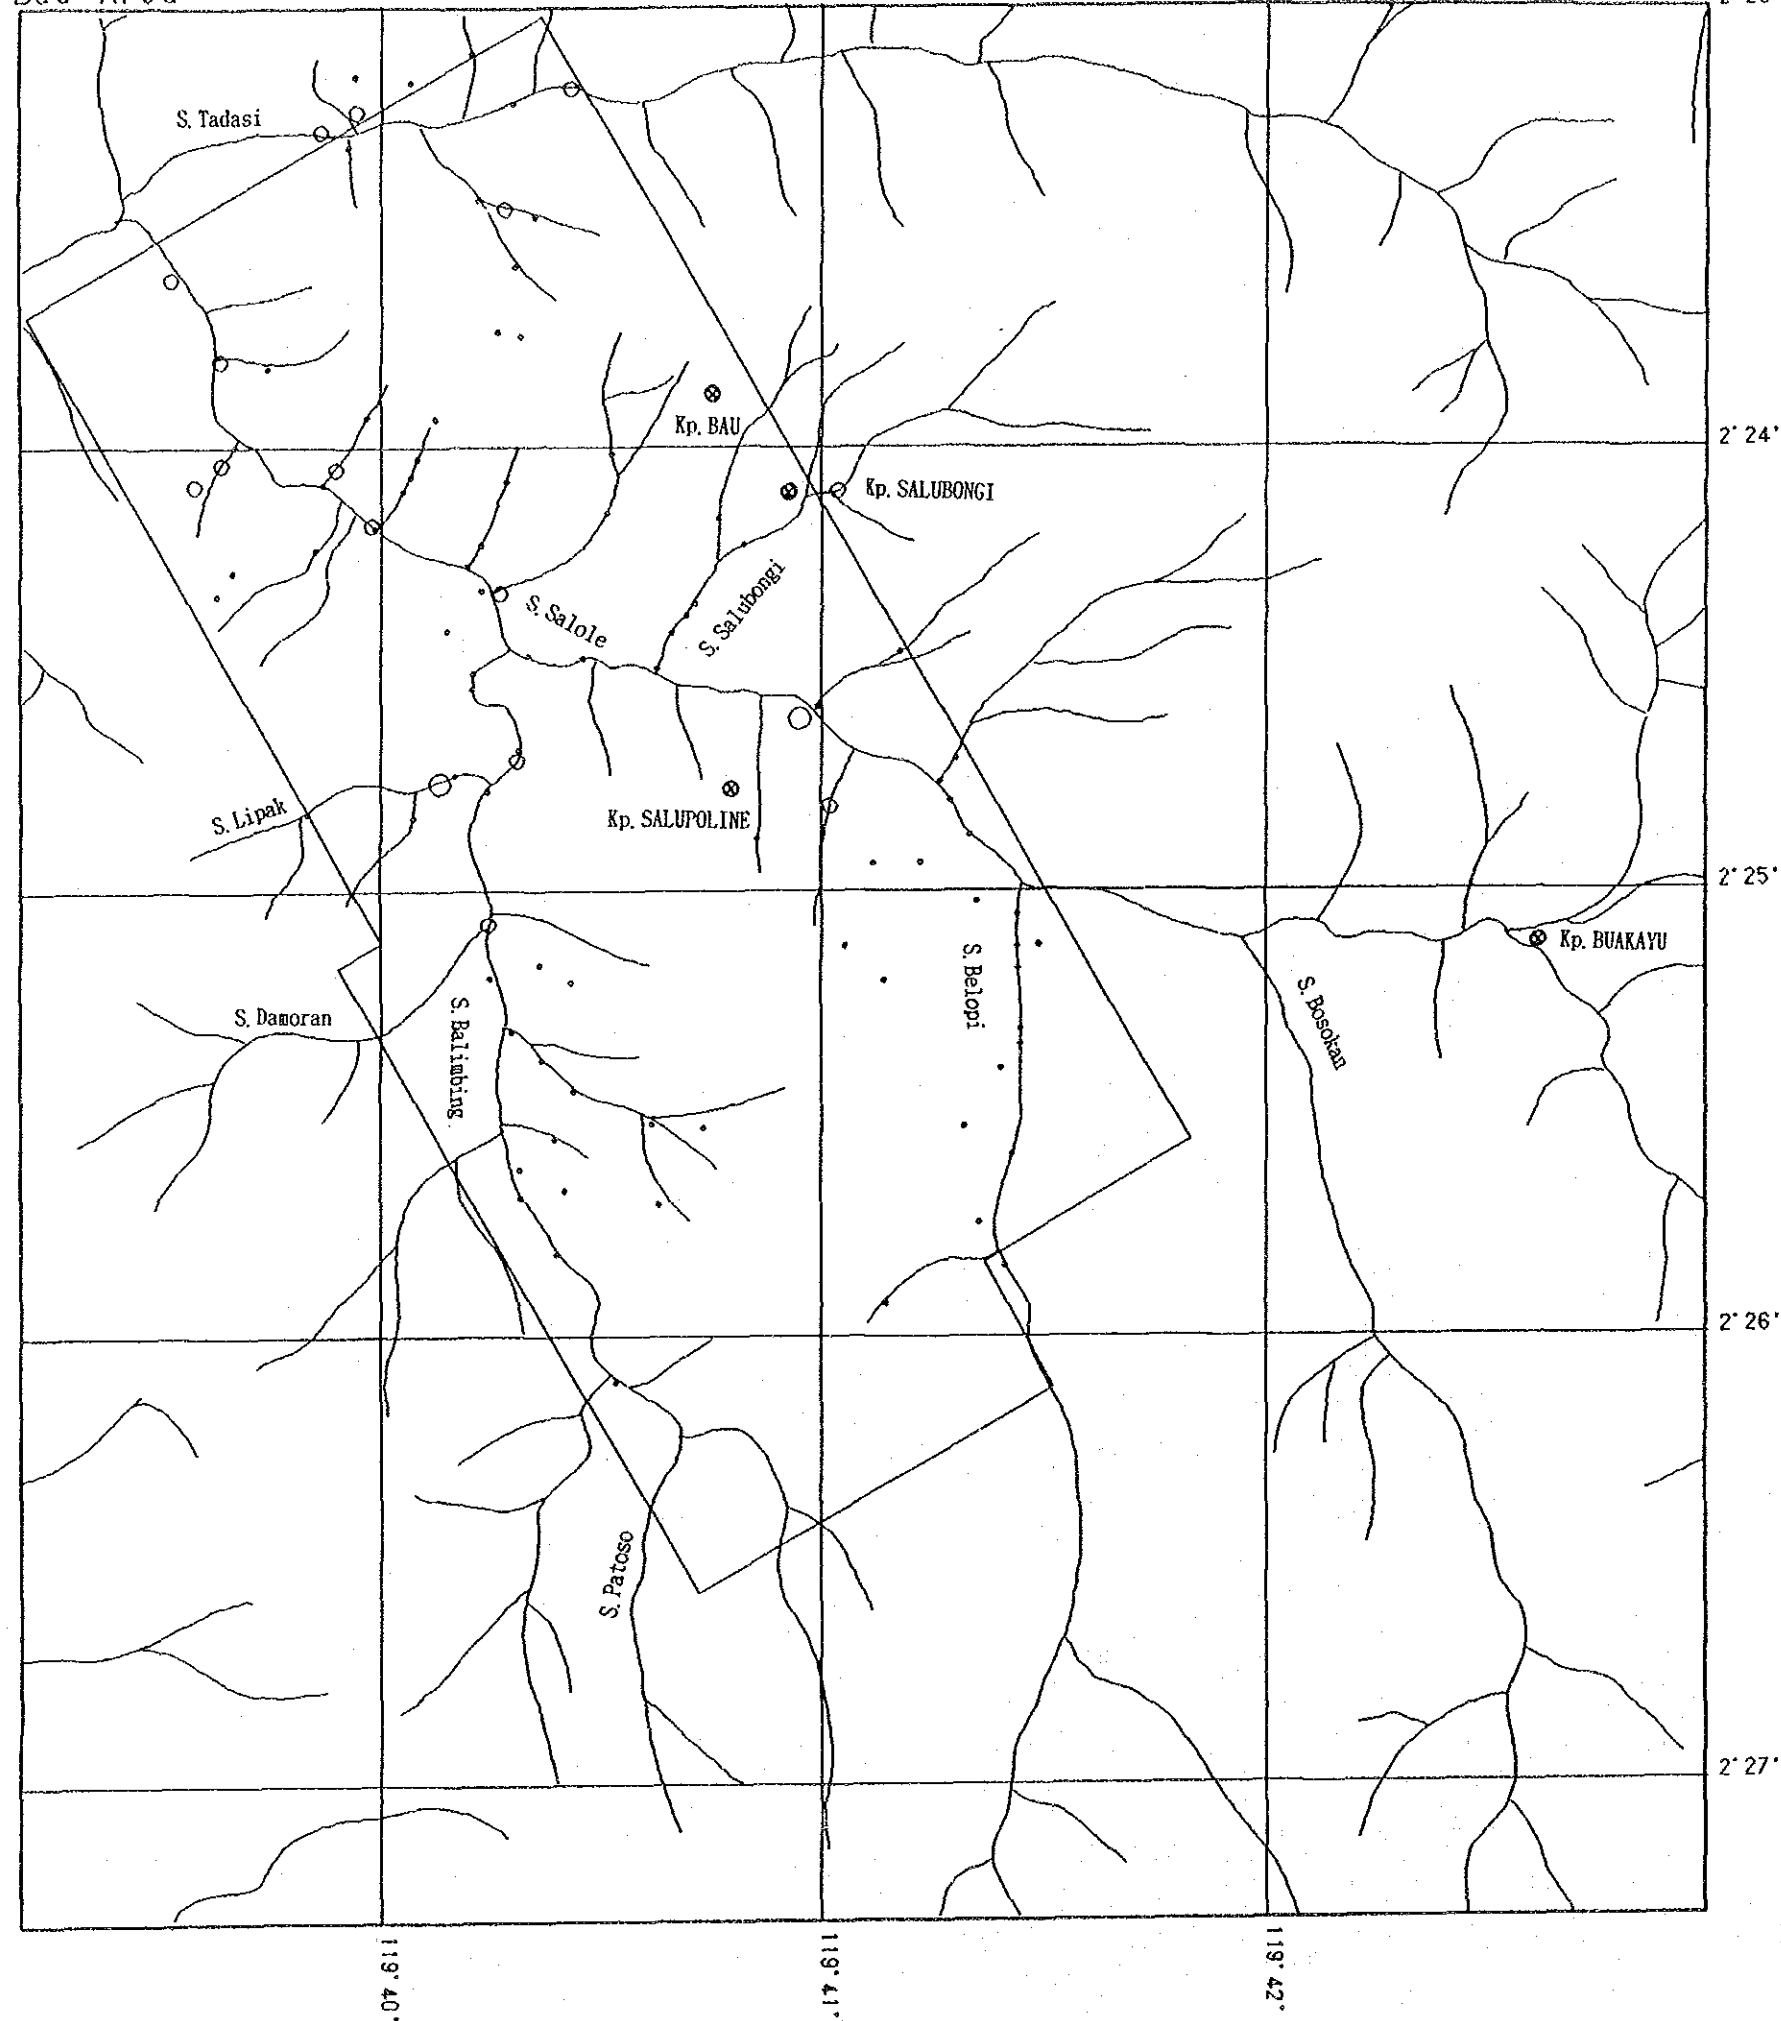 S. Tadasi
Kp. BAU
2° 24'
Kp. SALUBONGI
S. Salole
S. Salubongi
S. Lipak
Kp. SALUPOLINE
2° 25'
Kp. BUAKAYU
S. Belopi
S. Damoran
S. Balimbing
S. Bosokan
2° 26'
S. Patoso
2° 27'
119° 40'
119° 41'
119° 42'